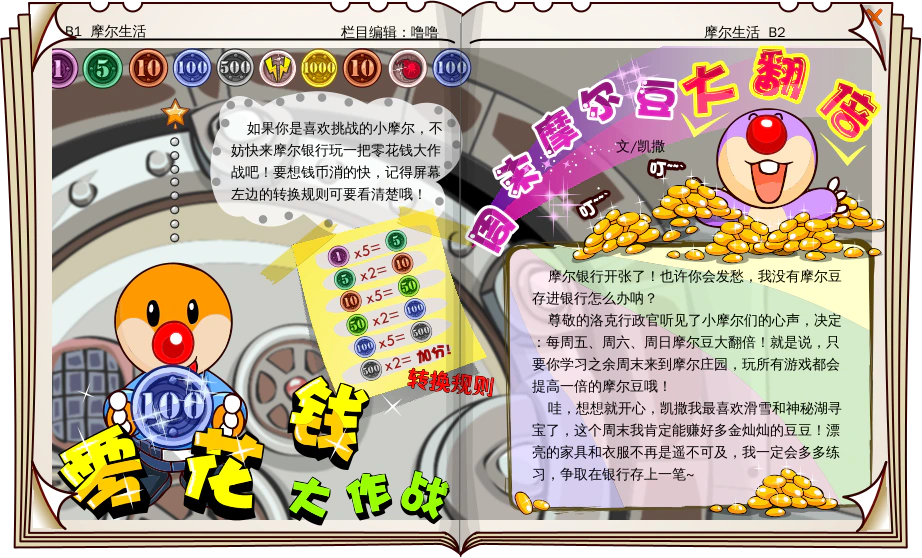 B1 摩尔生活
栏目编辑：噜噜
1 5 10 100 500 1000 10 100
如果你是喜欢挑战的小摩尔，不
妨快来摩尔银行玩一把零花钱大作
战吧！要想钱币消的快，记得屏幕
左边的转换规则可要看清楚哦！
1 x5= 5
5 x2= 10
10 x5= 50
50 x2= 100
100 x5= 500
500 x2= 加分!
转换规则
100
零花钱
大作战
摩尔生活 B2
周末摩尔豆大翻倍
文/凯撒
叮
叮
摩尔银行开张了！也许你会发愁，我没有摩尔豆
存进银行怎么办呐？
尊敬的洛克行政官听见了小摩尔们的心声，决定
：每周五、周六、周日摩尔豆大翻倍！就是说，只
要你学习之余周末来到摩尔庄园，玩所有游戏都会
提高一倍的摩尔豆哦！
哇，想想就开心，凯撒我最喜欢滑雪和神秘湖寻
宝了，这个周末我肯定能赚好多金灿灿的豆豆！漂
亮的家具和衣服不再是遥不可及，我一定会多多练
习，争取在银行存上一笔~